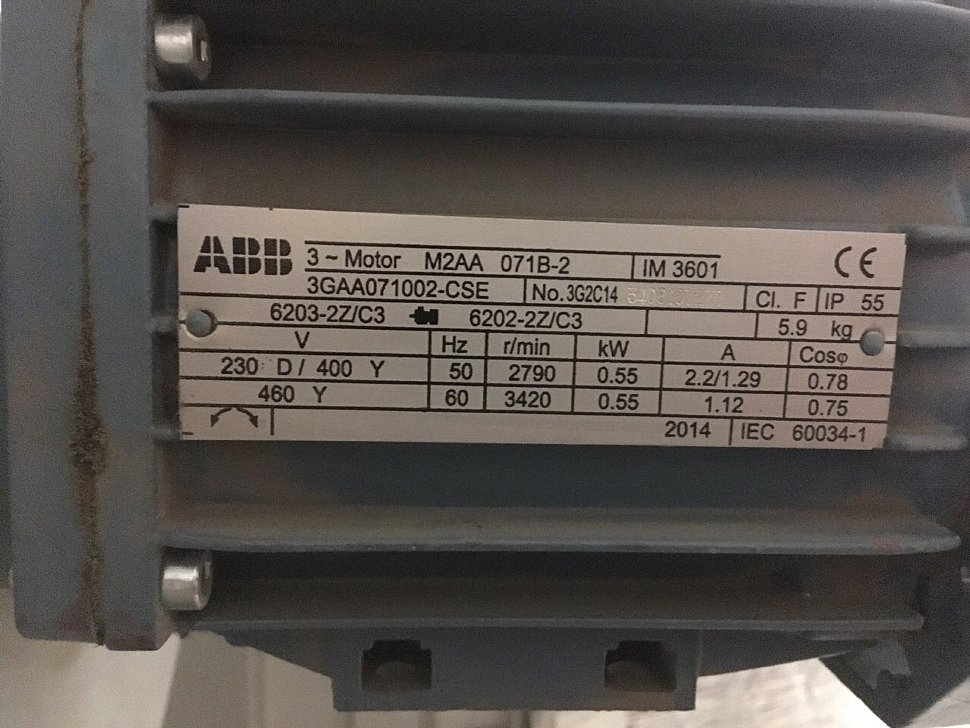 ABB 3 ~ Motor M2AA 071B-2 IM 3601 CE
3GAA071002-CSE No. 3G2C14 Cl. F IP 55
6203-2Z/C3 6202-2Z/C3 5.9 kg
V Hz r/min kW A Cosφ
230 D / 400 Y 50 2790 0.55 2.2/1.29 0.78
460 Y 60 3420 0.55 1.12 0.75
2014 IEC 60034-1